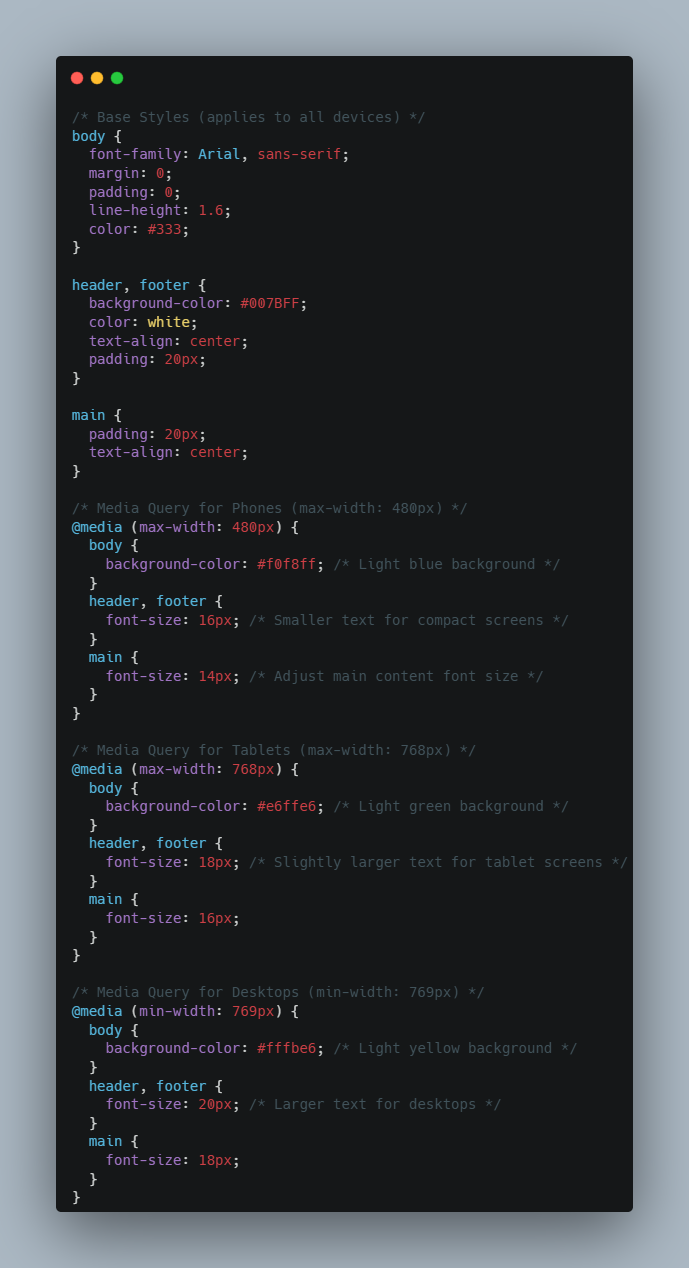 /* Base Styles (applies to all devices) */
body {
  font-family: Arial, sans-serif;
  margin: 0;
  padding: 0;
  line-height: 1.6;
  color: #333;
}

header, footer {
  background-color: #007BFF;
  color: white;
  text-align: center;
  padding: 20px;
}

main {
  padding: 20px;
  text-align: center;
}

/* Media Query for Phones (max-width: 480px) */
@media (max-width: 480px) {
  body {
    background-color: #f0f8ff; /* Light blue background */
  }
  header, footer {
    font-size: 16px; /* Smaller text for compact screens */
  }
  main {
    font-size: 14px; /* Adjust main content font size */
  }
}

/* Media Query for Tablets (max-width: 768px) */
@media (max-width: 768px) {
  body {
    background-color: #e6ffe6; /* Light green background */
  }
  header, footer {
    font-size: 18px; /* Slightly larger text for tablet screens */
  }
  main {
    font-size: 16px;
  }
}

/* Media Query for Desktops (min-width: 769px) */
@media (min-width: 769px) {
  body {
    background-color: #fffbe6; /* Light yellow background */
  }
  header, footer {
    font-size: 20px; /* Larger text for desktops */
  }
  main {
    font-size: 18px;
  }
}